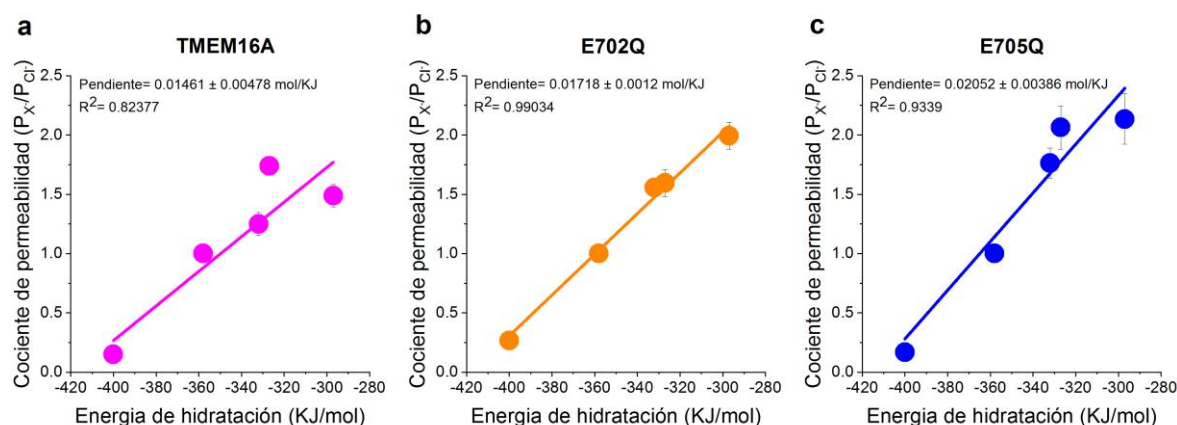 a
TMEM16A
Pendiente= 0.01461 ± 0.00478 mol/KJ
R²= 0.82377
Cociente de permeabilidad (Pₓ-/P_Cl-)
2.5
2.0
1.5
1.0
0.5
0.0
-420 -400 -380 -360 -340 -320 -300 -280
Energia de hidratación (KJ/mol)
b
E702Q
Pendiente= 0.01718 ± 0.0012 mol/KJ
R²= 0.99034
Cociente de permeabilidad (Pₓ-/P_Cl-)
2.5
2.0
1.5
1.0
0.5
0.0
-420 -400 -380 -360 -340 -320 -300 -280
Energia de hidratación (KJ/mol)
c
E705Q
Pendiente= 0.02052 ± 0.00386 mol/KJ
R²= 0.9339
Cociente de permeabilidad (Pₓ-/P_Cl-)
2.5
2.0
1.5
1.0
0.5
0.0
-420 -400 -380 -360 -340 -320 -300 -280
Energia de hidratación (KJ/mol)